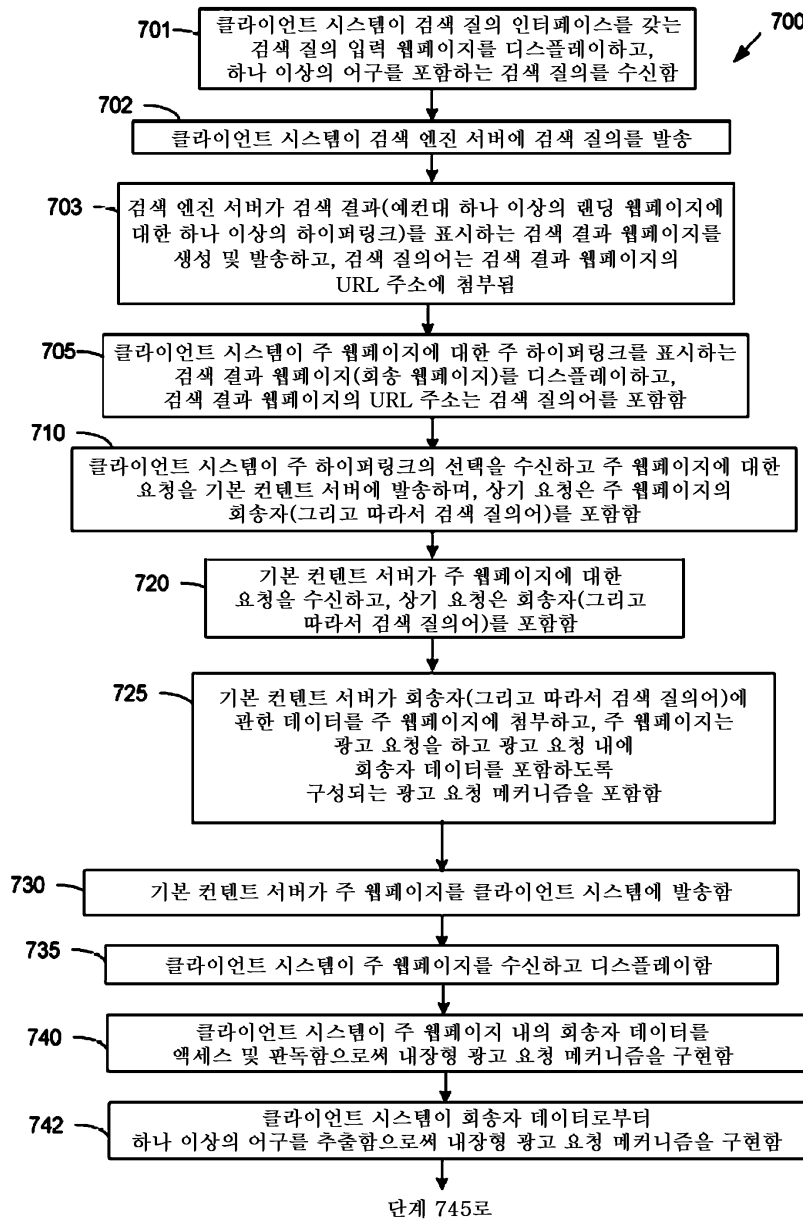 700
701
클라이언트 시스템이 검색 질의 인터페이스를 갖는
검색 질의 입력 웹페이지를 디스플레이하고,
하나 이상의 어구를 포함하는 검색 질의를 수신함
702
클라이언트 시스템이 검색 엔진 서버에 검색 질의를 발송
703
검색 엔진 서버가 검색 결과(예컨대 하나 이상의 랜딩 웹페이지에
대한 하나 이상의 하이퍼링크)를 표시하는 검색 결과 웹페이지를
생성 및 발송하고, 검색 질의어는 검색 결과 웹페이지의
URL 주소에 첨부됨
705
클라이언트 시스템이 주 웹페이지에 대한 주 하이퍼링크를 표시하는
검색 결과 웹페이지(회송 웹페이지)를 디스플레이하고,
검색 결과 웹페이지의 URL 주소는 검색 질의어를 포함함
710
클라이언트 시스템이 주 하이퍼링크의 선택을 수신하고 주 웹페이지에 대한
요청을 기본 컨텐트 서버에 발송하며, 상기 요청은 주 웹페이지의
회송자(그리고 따라서 검색 질의어)를 포함함
720
기본 컨텐트 서버가 주 웹페이지에 대한
요청을 수신하고, 상기 요청은 회송자(그리고
따라서 검색 질의어)를 포함함
725
기본 컨텐트 서버가 회송자(그리고 따라서 검색 질의어)에
관한 데이터를 주 웹페이지에 첨부하고, 주 웹페이지는
광고 요청을 하고 광고 요청 내에
회송자 데이터를 포함하도록
구성되는 광고 요청 메커니즘을 포함함
730
기본 컨텐트 서버가 주 웹페이지를 클라이언트 시스템에 발송함
735
클라이언트 시스템이 주 웹페이지를 수신하고 디스플레이함
740
클라이언트 시스템이 주 웹페이지 내의 회송자 데이터를
액세스 및 판독함으로써 내장형 광고 요청 메커니즘을 구현함
742
클라이언트 시스템이 회송자 데이터로부터
하나 이상의 어구를 추출함으로써 내장형 광고 요청 메커니즘을 구현함
단계 745로